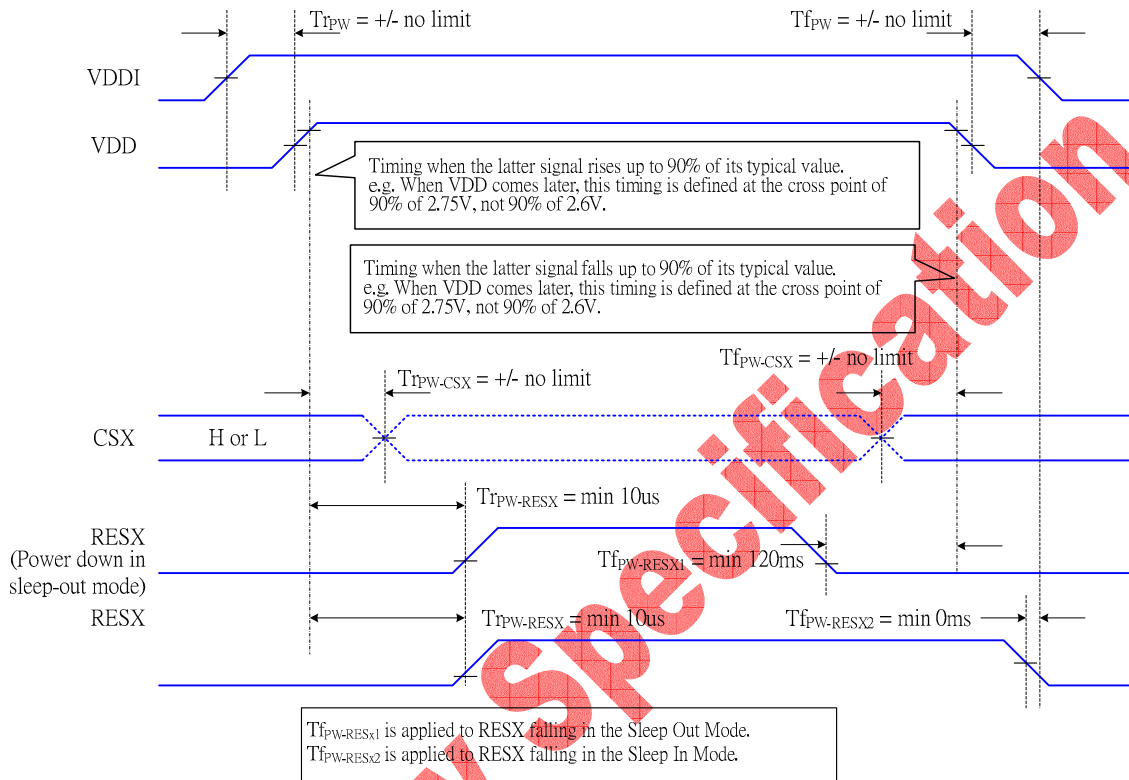 TrPW = +/- no limit
TfPW = +/- no limit
VDDI
VDD
Timing when the latter signal rises up to 90% of its typical value.
e.g. When VDD comes later, this timing is defined at the cross point of
90% of 2.75V, not 90% of 2.6V.
Timing when the latter signal falls up to 90% of its typical value.
e.g. When VDD comes later, this timing is defined at the cross point of
90% of 2.75V, not 90% of 2.6V.
TrPW-CSX = +/- no limit
TfPW-CSX = +/- no limit
CSX
H or L
TrPW-RESX = min 10us
RESX
(Power down in
sleep-out mode)
TfPW-RESX1 = min 120ms
RESX
TrPW-RESX = min 10us
TfPW-RESX2 = min 0ms
TfPW-RESx1 is applied to RESX falling in the Sleep Out Mode.
TfPW-RESx2 is applied to RESX falling in the Sleep In Mode.
Specification